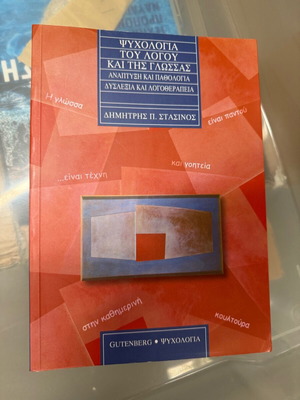 ΨΥΧΟΛΟΓΙΑ
ΤΟΥ ΛΟΓΟΥ
ΚΑΙ ΤΗΣ ΓΛΩΣΣΑΣ
ΑΝΑΠΤΥΞΗ ΚΑΙ ΠΑΘΟΛΟΓΙΑ
ΔΥΣΛΕΞΙΑ ΚΑΙ ΛΟΓΟΘΕΡΑΠΕΙΑ
ΔΗΜΗΤΡΗΣ Π. ΣΤΑΣΙΝΟΣ
Η γλώσσα
είναι παντού
και γοητεία
...είναι τέχνη
στην καθημερινή
κουλτούρα
GUTENBERG • ΨΥΧΟΛΟΓΙΑ